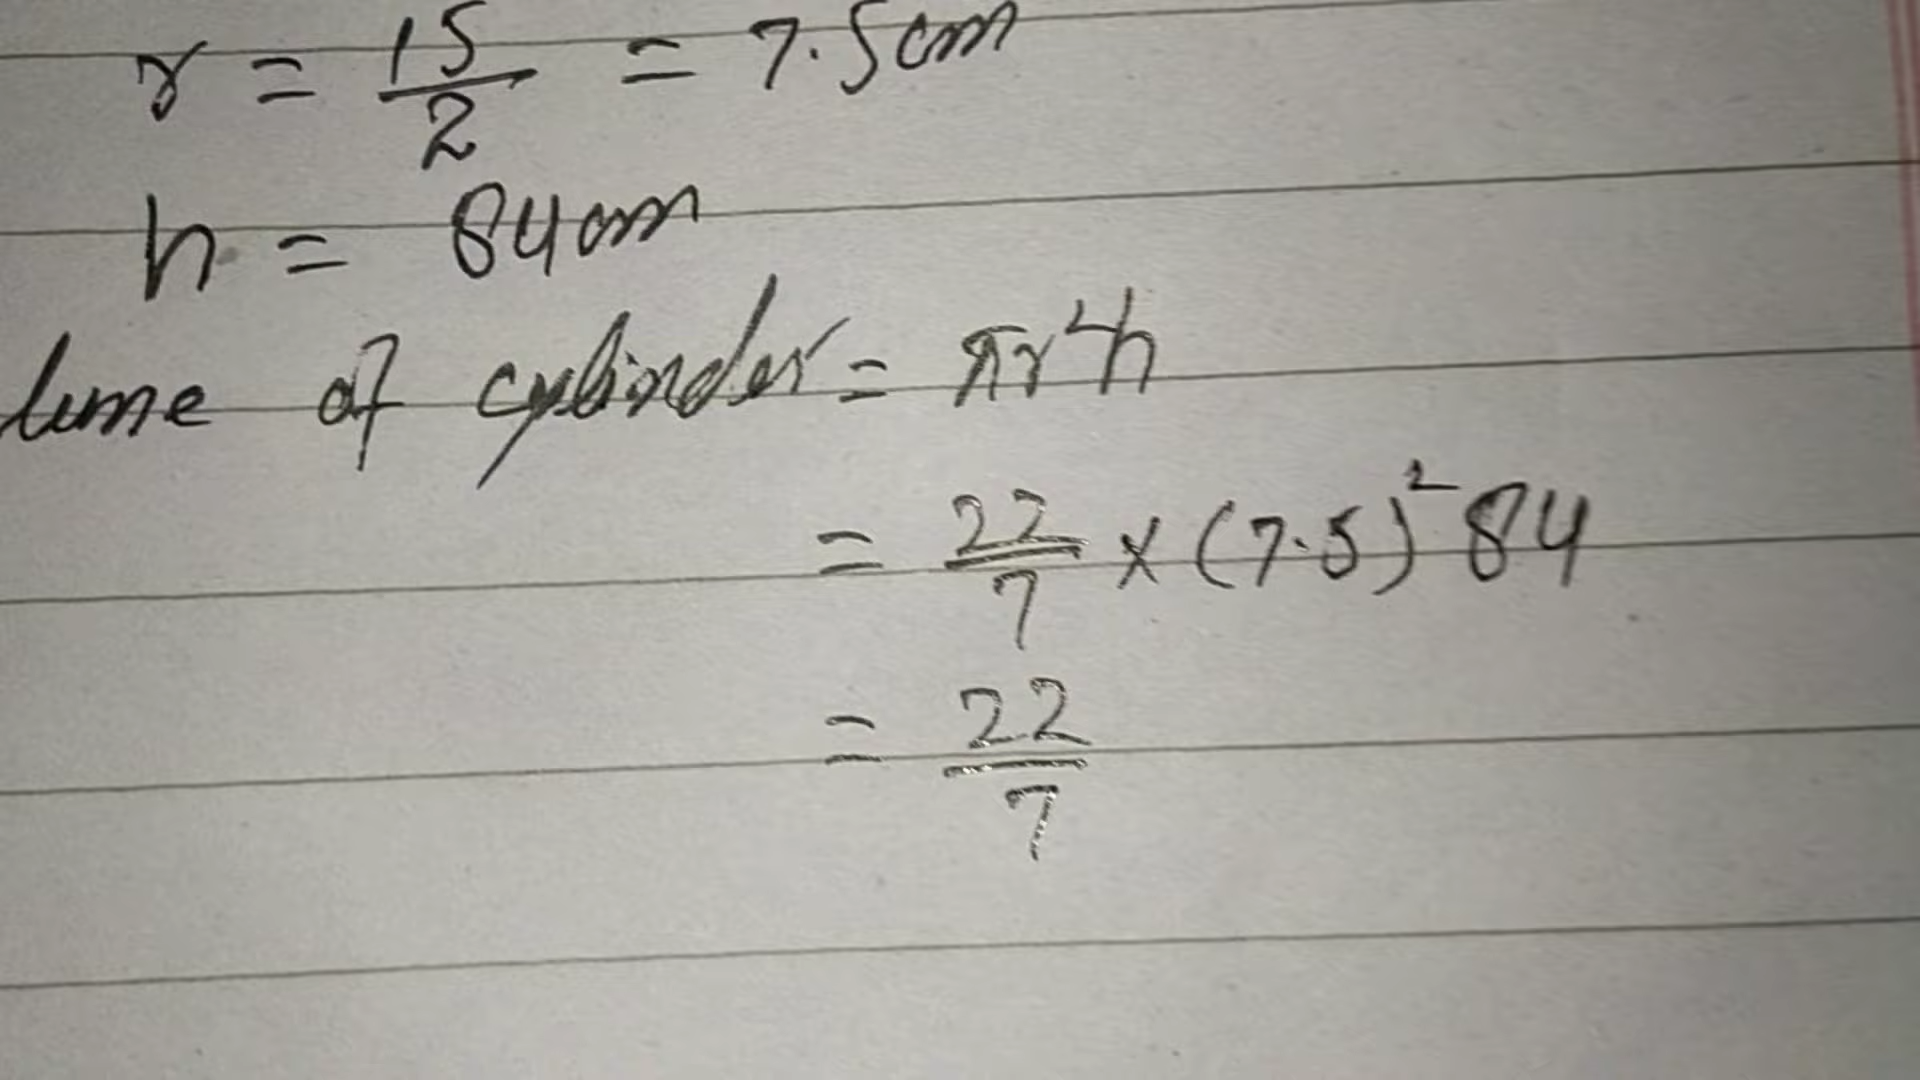 r = 15/2 = 7.5cm
h = 84cm
lume of cylinder = πr²h
= 22/7 × (7.5)² 84
= 22/7